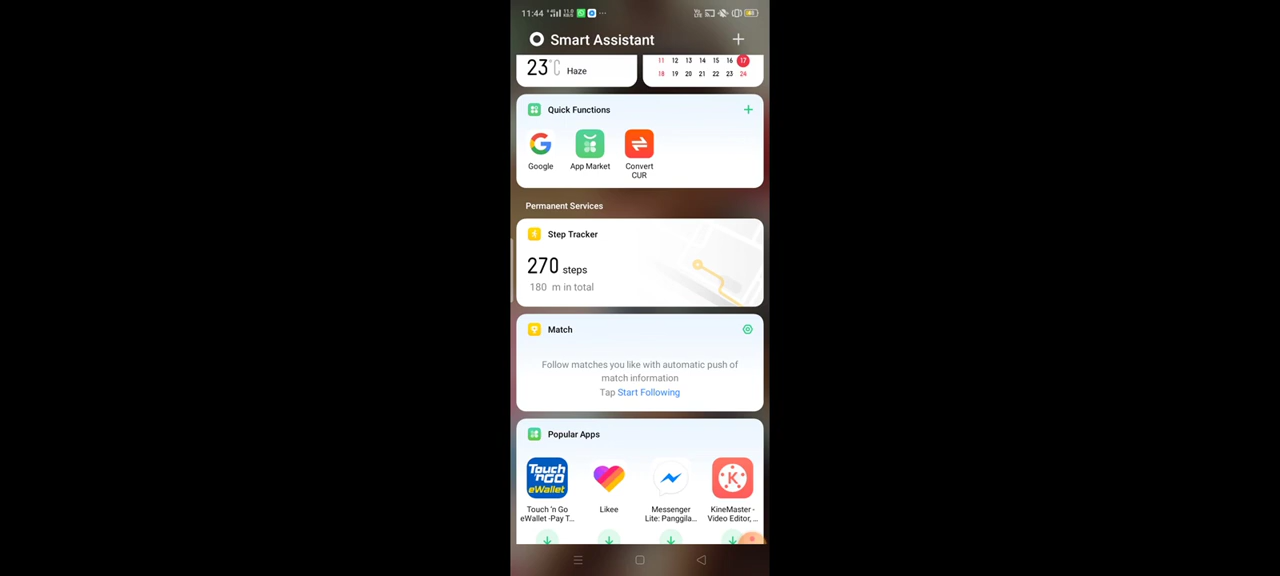 11:44
Smart Assistant
23°C Haze
11 12 13 14 15 16 17
18 19 20 21 22 23 24
Quick Functions
Google
App Market
Convert
CUR
Permanent Services
Step Tracker
270 steps
180 m in total
Match
Follow matches you like with automatic push of
match information
Tap Start Following
Popular Apps
Touch 'n Go
eWallet
Touch 'n Go
eWallet -Pay T...
Likee
Messenger
Lite: Panggila...
K
KineMaster -
Video Editor, ...